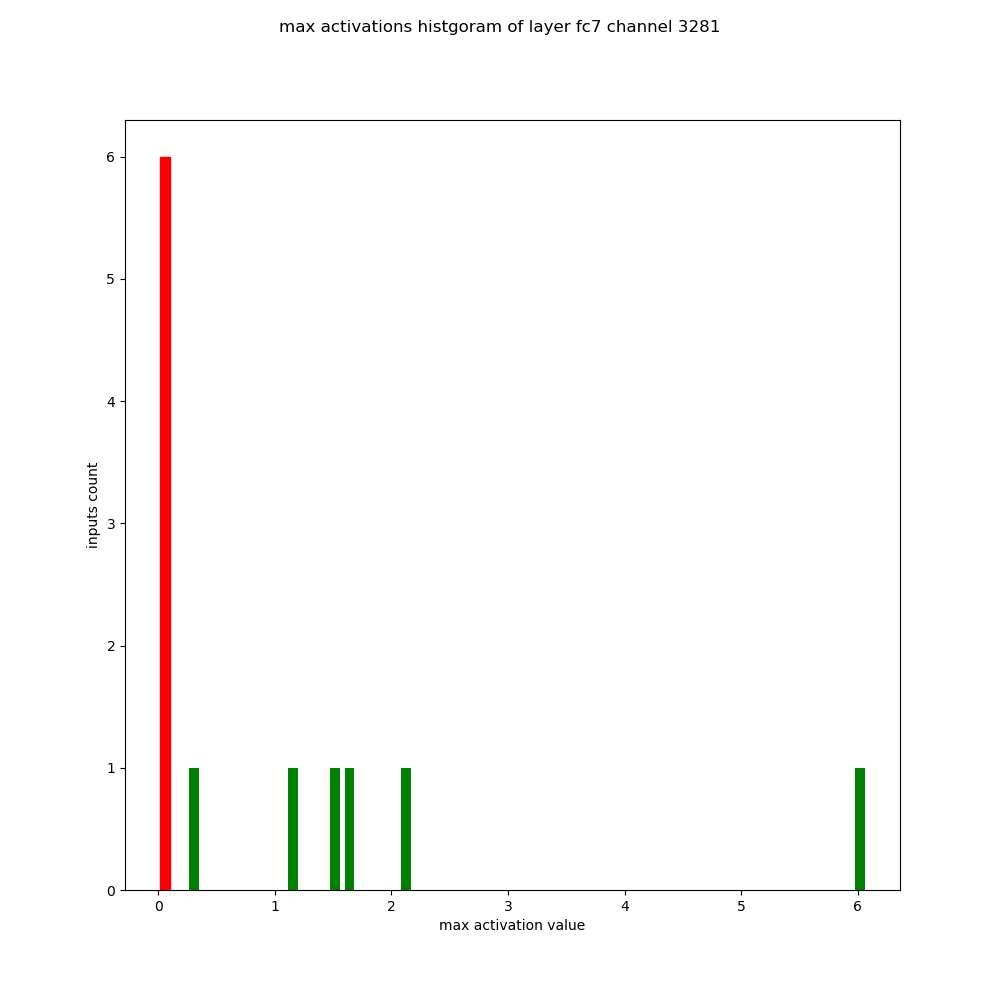 max activations histgoram of layer fc7 channel 3281
6
5
4
3
2
1
0
inputs count
0 1 2 3 4 5 6
max activation value